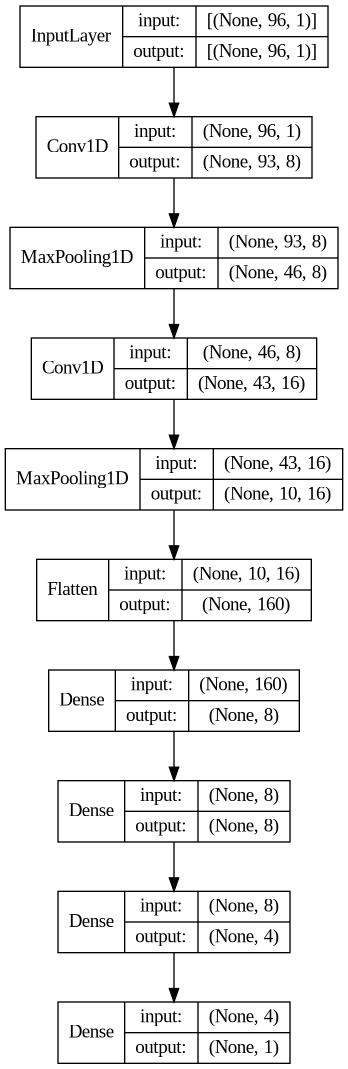 InputLayer
input: [(None, 96, 1)]
output: [(None, 96, 1)]
Conv1D
input: (None, 96, 1)
output: (None, 93, 8)
MaxPooling1D
input: (None, 93, 8)
output: (None, 46, 8)
Conv1D
input: (None, 46, 8)
output: (None, 43, 16)
MaxPooling1D
input: (None, 43, 16)
output: (None, 10, 16)
Flatten
input: (None, 10, 16)
output: (None, 160)
Dense
input: (None, 160)
output: (None, 8)
Dense
input: (None, 8)
output: (None, 8)
Dense
input: (None, 8)
output: (None, 4)
Dense
input: (None, 4)
output: (None, 1)